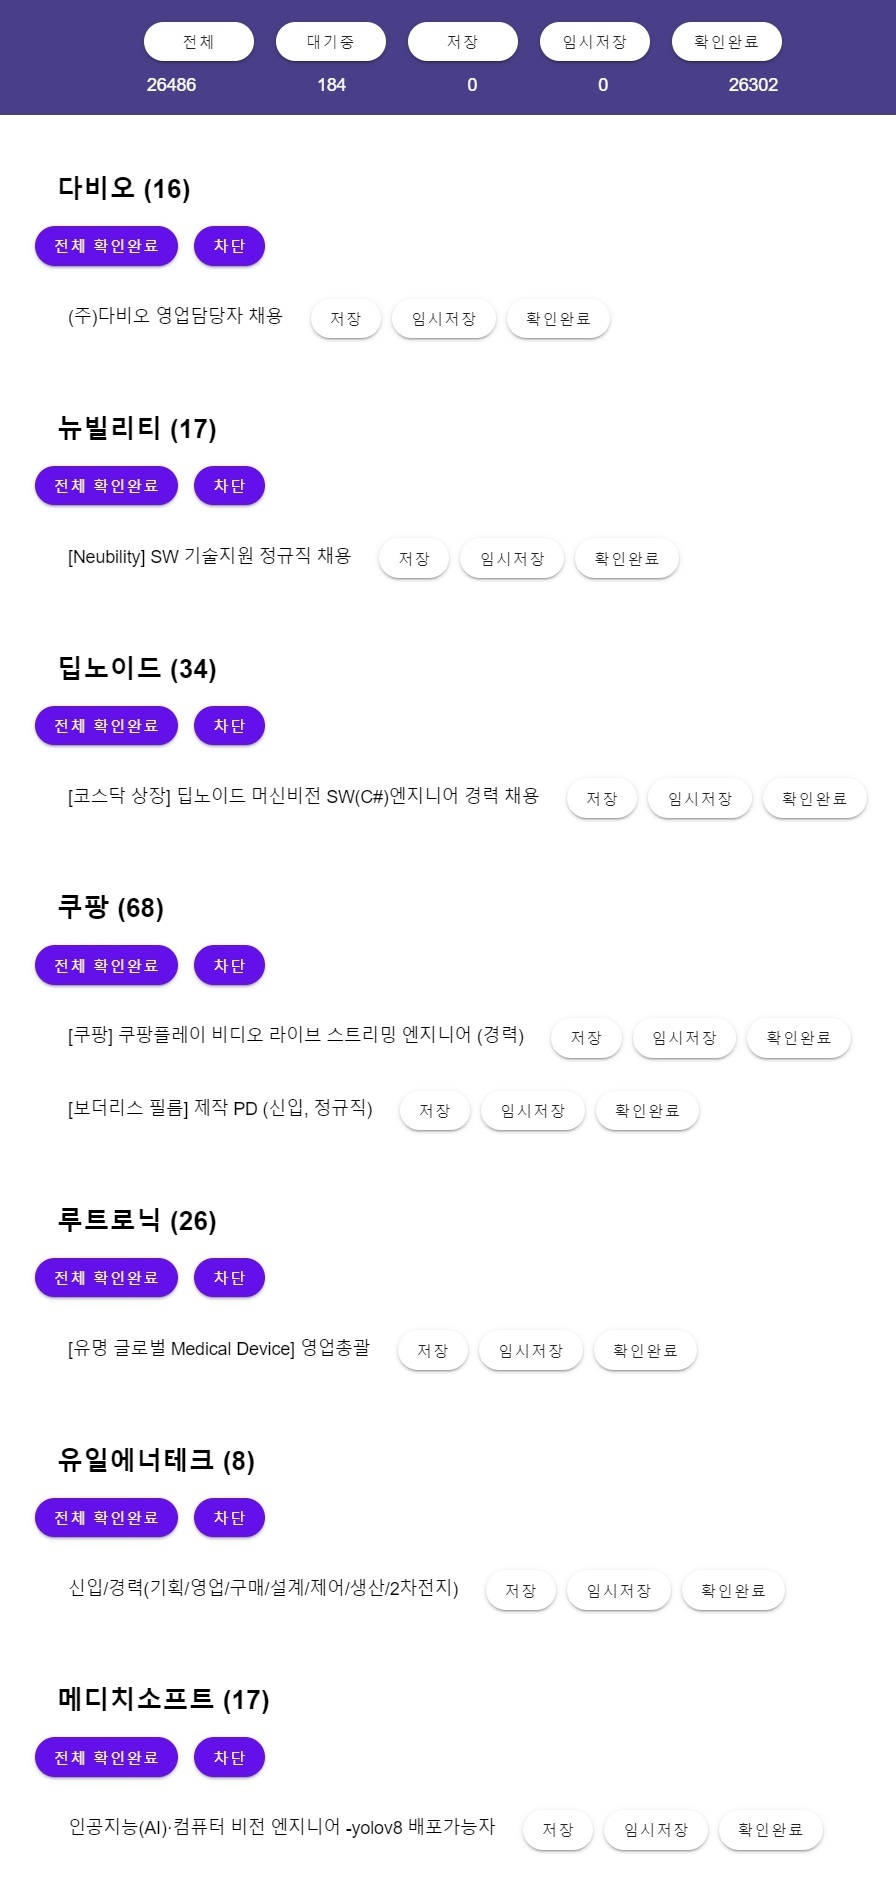 전체 대기중 저장 임시저장 확인완료
26486 184 0 0 26302
다비오 (16)
전체 확인완료 차단
(주)다비오 영업담당자 채용 저장 임시저장 확인완료
뉴빌리티 (17)
전체 확인완료 차단
[Neubility] SW 기술지원 정규직 채용 저장 임시저장 확인완료
딥노이드 (34)
전체 확인완료 차단
[코스닥 상장] 딥노이드 머신비전 SW(C#)엔지니어 경력 채용 저장 임시저장 확인완료
쿠팡 (68)
전체 확인완료 차단
[쿠팡] 쿠팡플레이 비디오 라이브 스트리밍 엔지니어 (경력) 저장 임시저장 확인완료
[보더리스 필름] 제작 PD (신입, 정규직) 저장 임시저장 확인완료
루트로닉 (26)
전체 확인완료 차단
[유명 글로벌 Medical Device] 영업총괄 저장 임시저장 확인완료
유일에너테크 (8)
전체 확인완료 차단
신입/경력(기획/영업/구매/설계/제어/생산/2차전지) 저장 임시저장 확인완료
메디치소프트 (17)
전체 확인완료 차단
인공지능(AI)·컴퓨터 비전 엔지니어 -yolov8 배포가능자 저장 임시저장 확인완료